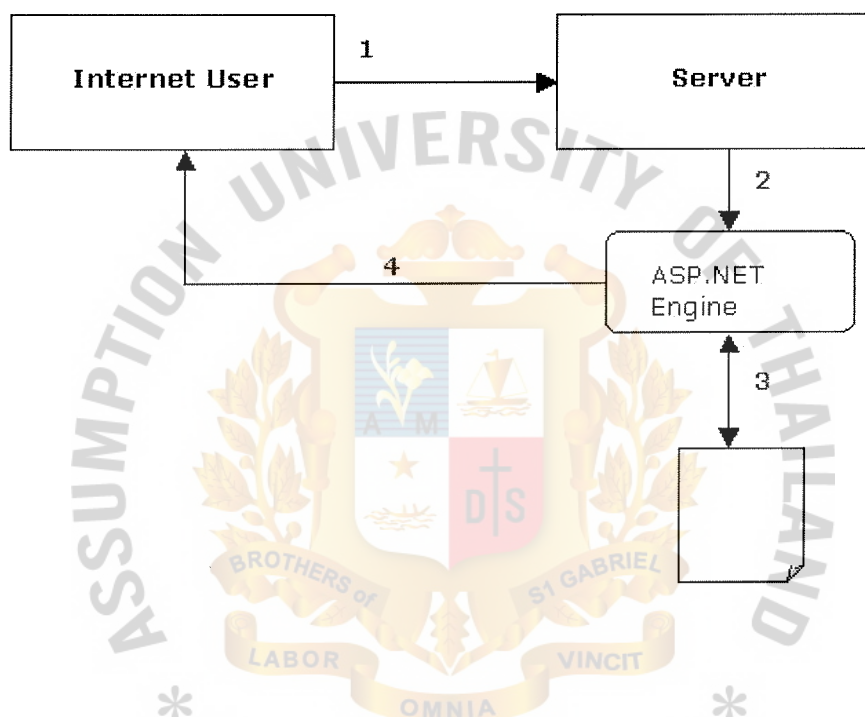 Internet User
1
Server
2
4
ASP.NET
Engine
3
ASSUMPTION UNIVERSITY OF THAILAND
A M
D S
BROTHERS of S1 GABRIEL
LABOR VINCIT
OMNIA
* *